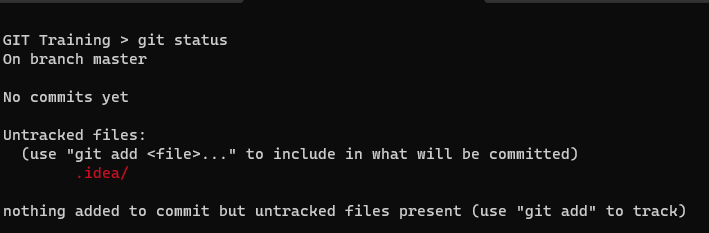 GIT Training > git status
On branch master
No commits yet
Untracked files:
(use "git add <file>..." to include in what will be committed)
.idea/
nothing added to commit but untracked files present (use "git add" to track)